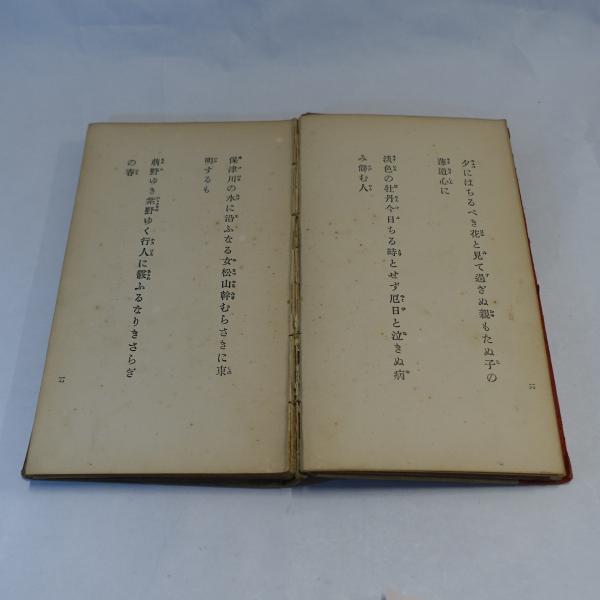 夕にはちるべき花と見て過ぎぬ親もたぬ子の
薄道心に
淡色の牡丹今日ちる時とせず厄日と泣きぬ病
み僻む人
保津川の水に沿ふなる女松山幹むらさきに東
明するも
萠野ゆき紫野ゆく行人に霰ふるなりきさらぎ
の春